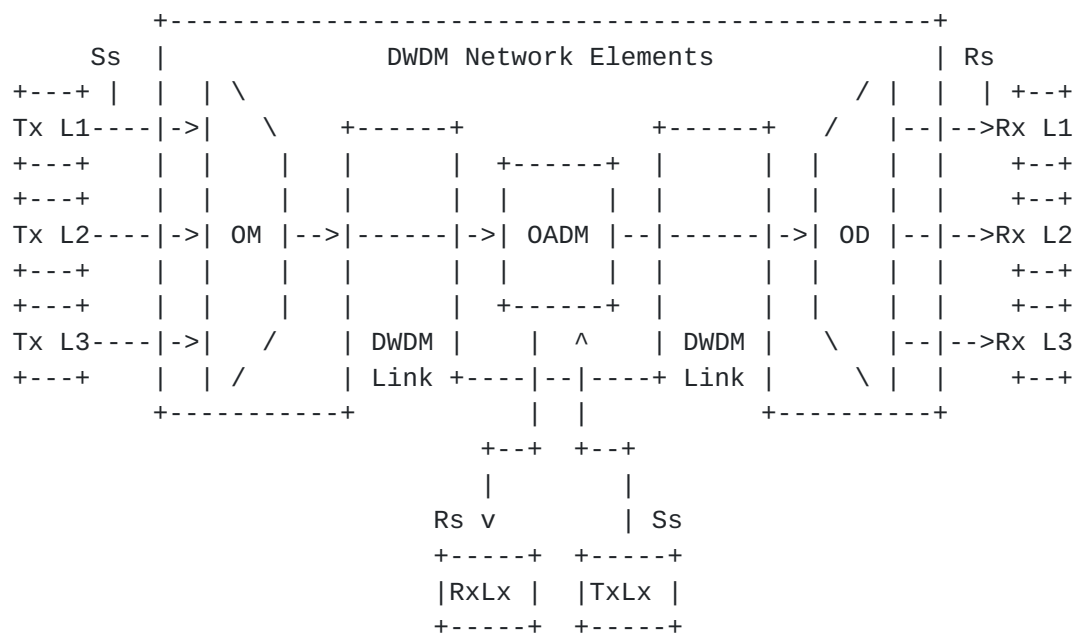 Ss DWDM Network Elements Rs
Tx L1 Rx L1
Tx L2 OM OADM OD Rx L2
Tx L3 DWDM v ^ DWDM Rx L3
Link Link
Rs v Ss
RxLx TxLx